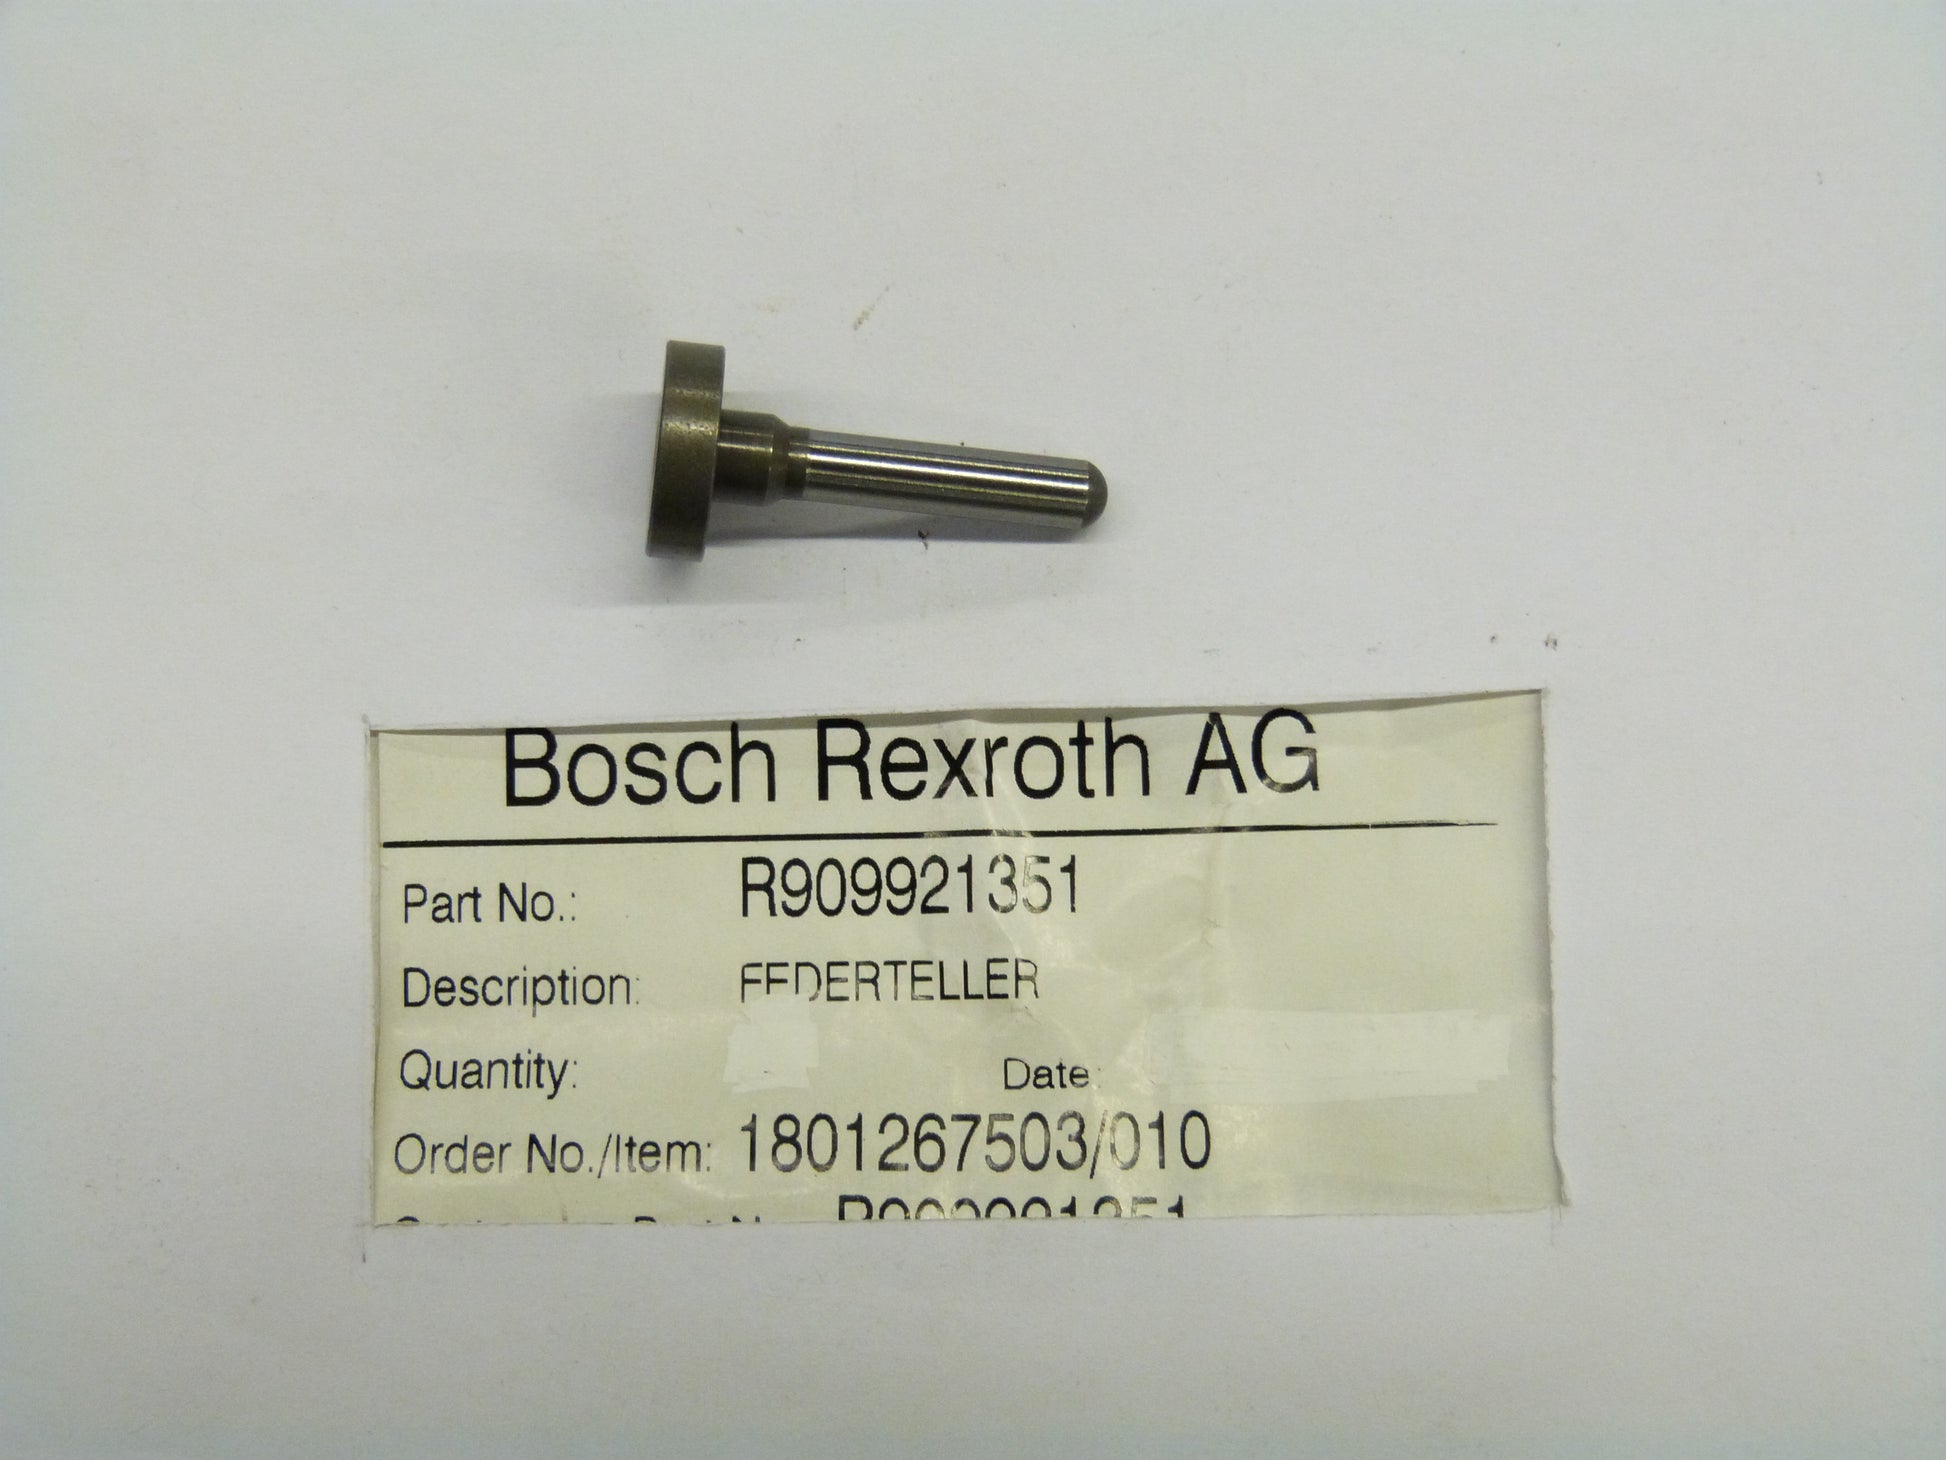 Bosch Rexroth AG
Part No.: R909921351
Description: FEDERTELLER
Quantity: Date:
Order No./Item: 1801267503/010